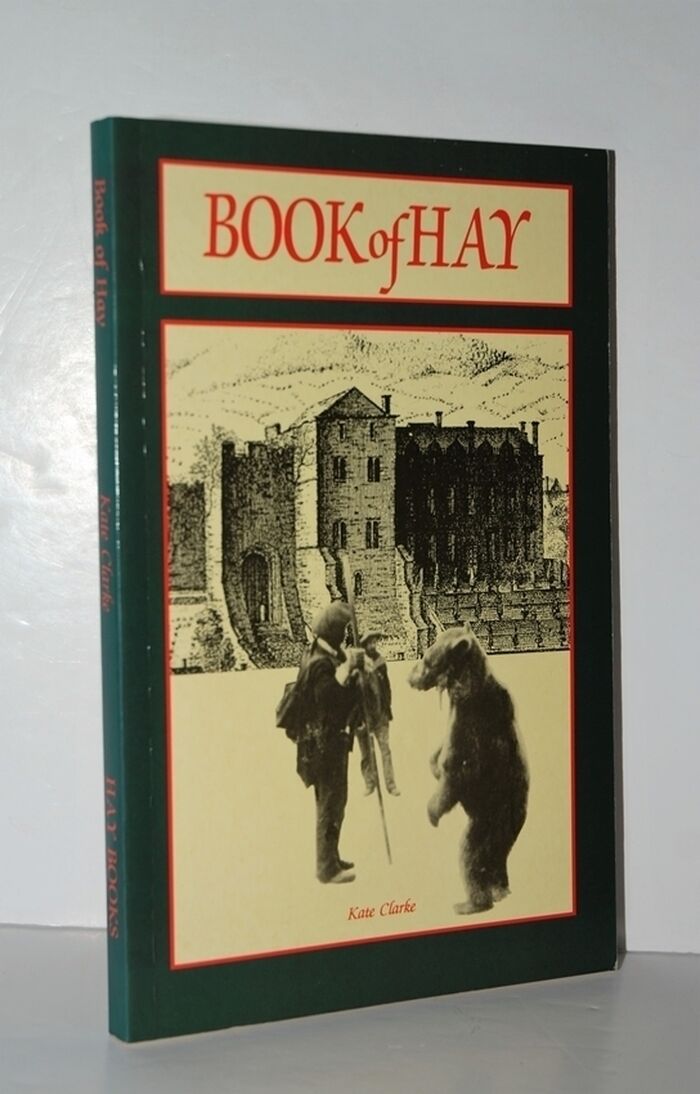 BOOK of HAY
Kate Clarke
Book of Hay
Kate Clarke
HAY BOOKS